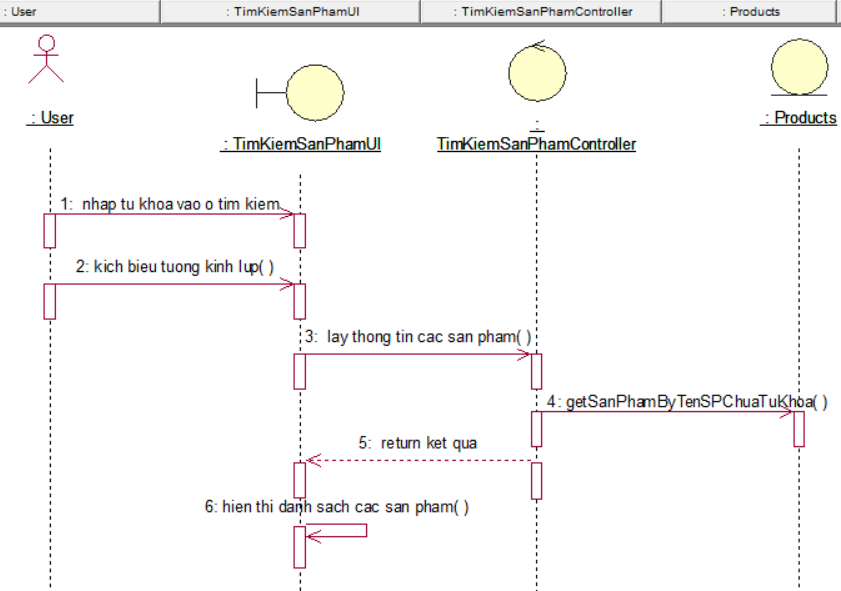 : User
: TimKiemSanPhamUI
: TimKiemSanPhamController
: Products
: User
: TimKiemSanPhamUI
:
TimKiemSanPhamController
: Products
1: nhap tu khoa vao o tim kiem
2: kich bieu tuong kinh lup( )
3: lay thong tin cac san pham( )
4: getSanPhamByTenSPChuaTuKhoa( )
5: return ket qua
6: hien thi danh sach cac san pham( )